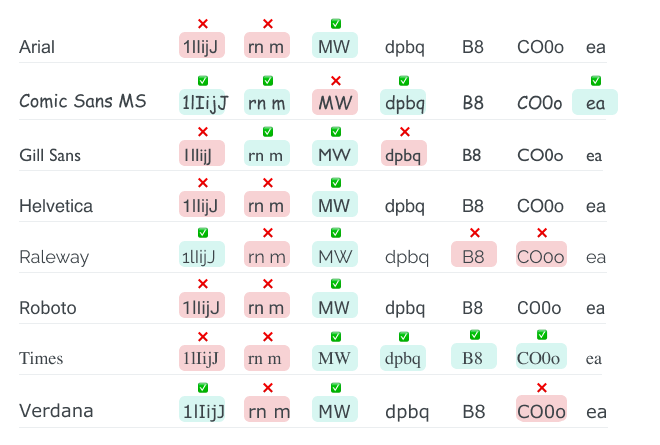 Arial 1lIijJ rn m MW dpbq B8 CO0o ea
Comic Sans MS 1lIijJ rn m MW dpbq B8 CO0o ea
Gill Sans 1lIijJ rn m MW dpbq B8 CO0o ea
Helvetica 1lIijJ rn m MW dpbq B8 CO0o ea
Raleway 1lIijJ rn m MW dpbq B8 CO0o ea
Roboto 1lIijJ rn m MW dpbq B8 CO0o ea
Times 1lIijJ rn m MW dpbq B8 CO0o ea
Verdana 1lIijJ rn m MW dpbq B8 CO0o ea